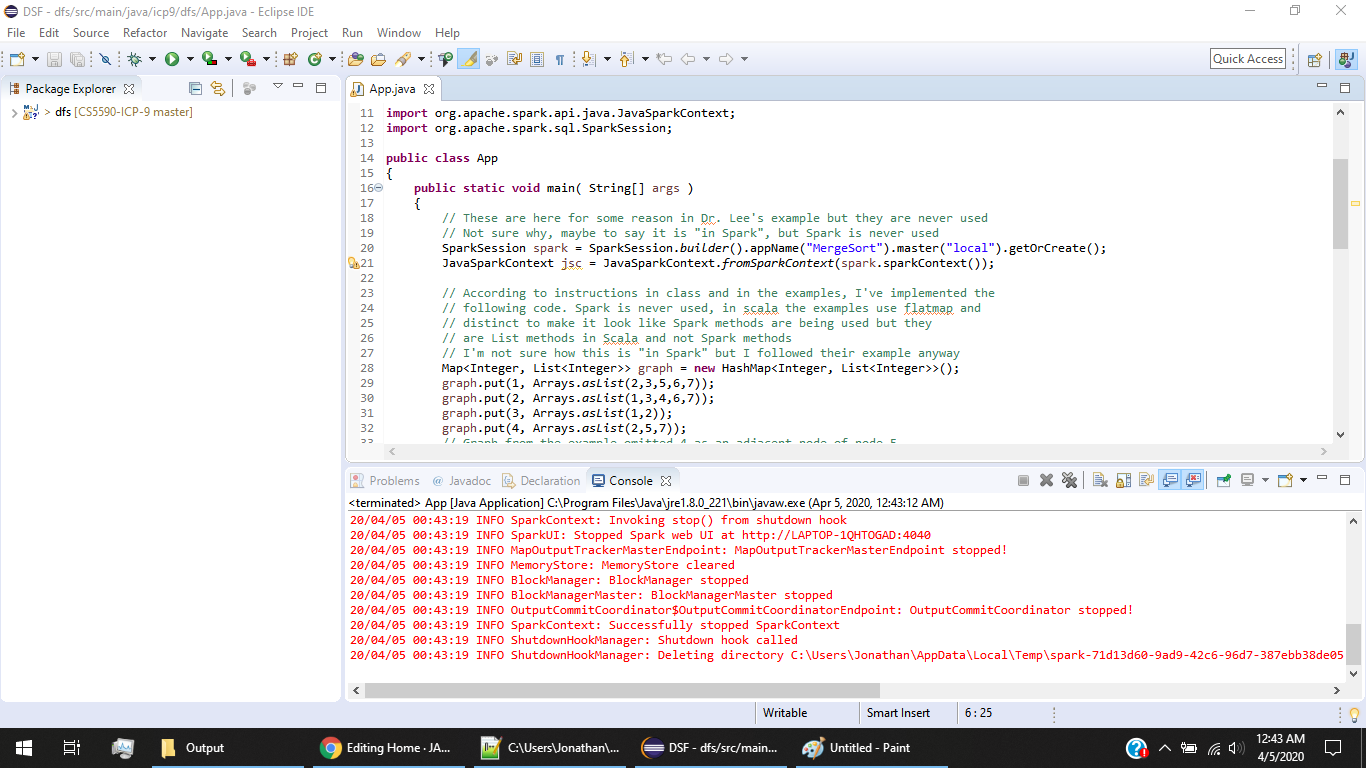 DSF - dfs/src/main/java/icp9/dfs/App.java - Eclipse IDE
File Edit Source Refactor Navigate Search Project Run Window Help
Quick Access
Package Explorer
App.java
> dfs [CS5590-ICP-9 master]
11 import org.apache.spark.api.java.JavaSparkContext;
12 import org.apache.spark.sql.SparkSession;
13
14 public class App
15 {
16 public static void main( String[] args )
17 {
18 // These are here for some reason in Dr. Lee's example but they are never used
19 // Not sure why, maybe to say it is "in Spark", but Spark is never used
20 SparkSession spark = SparkSession.builder().appName("MergeSort").master("local").getOrCreate();
21 JavaSparkContext jsc = JavaSparkContext.fromSparkContext(spark.sparkContext());
22
23 // According to instructions in class and in the examples, I've implemented the
24 // following code. Spark is never used, in scala the examples use flatmap and
25 // distinct to make it look like Spark methods are being used but they
26 // are List methods in Scala and not Spark methods
27 // I'm not sure how this is "in Spark" but I followed their example anyway
28 Map<Integer, List<Integer>> graph = new HashMap<Integer, List<Integer>>();
29 graph.put(1, Arrays.asList(2,3,5,6,7));
30 graph.put(2, Arrays.asList(1,3,4,6,7));
31 graph.put(3, Arrays.asList(1,2));
32 graph.put(4, Arrays.asList(2,5,7));
33 // Graph from the example omitted 4 as an adjacent node of node 5
Problems @ Javadoc Declaration Console
<terminated> App [Java Application] C:\Program Files\Java\jre1.8.0_221\bin\javaw.exe (Apr 5, 2020, 12:43:12 AM)
20/04/05 00:43:19 INFO SparkContext: Invoking stop() from shutdown hook
20/04/05 00:43:19 INFO SparkUI: Stopped Spark web UI at http://LAPTOP-1QHTOGAD:4040
20/04/05 00:43:19 INFO MapOutputTrackerMasterEndpoint: MapOutputTrackerMasterEndpoint stopped!
20/04/05 00:43:19 INFO MemoryStore: MemoryStore cleared
20/04/05 00:43:19 INFO BlockManager: BlockManager stopped
20/04/05 00:43:19 INFO BlockManagerMaster: BlockManagerMaster stopped
20/04/05 00:43:19 INFO OutputCommitCoordinator$OutputCommitCoordinatorEndpoint: OutputCommitCoordinator stopped!
20/04/05 00:43:19 INFO SparkContext: Successfully stopped SparkContext
20/04/05 00:43:19 INFO ShutdownHookManager: Shutdown hook called
20/04/05 00:43:19 INFO ShutdownHookManager: Deleting directory C:\Users\Jonathan\AppData\Local\Temp\spark-71d13d60-9ad9-42c6-96d7-387ebb38de05
Writable Smart Insert 6 : 25
Output Editing Home · JA... C:\Users\Jonathan\... DSF - dfs/src/main... Untitled - Paint
12:43 AM
4/5/2020